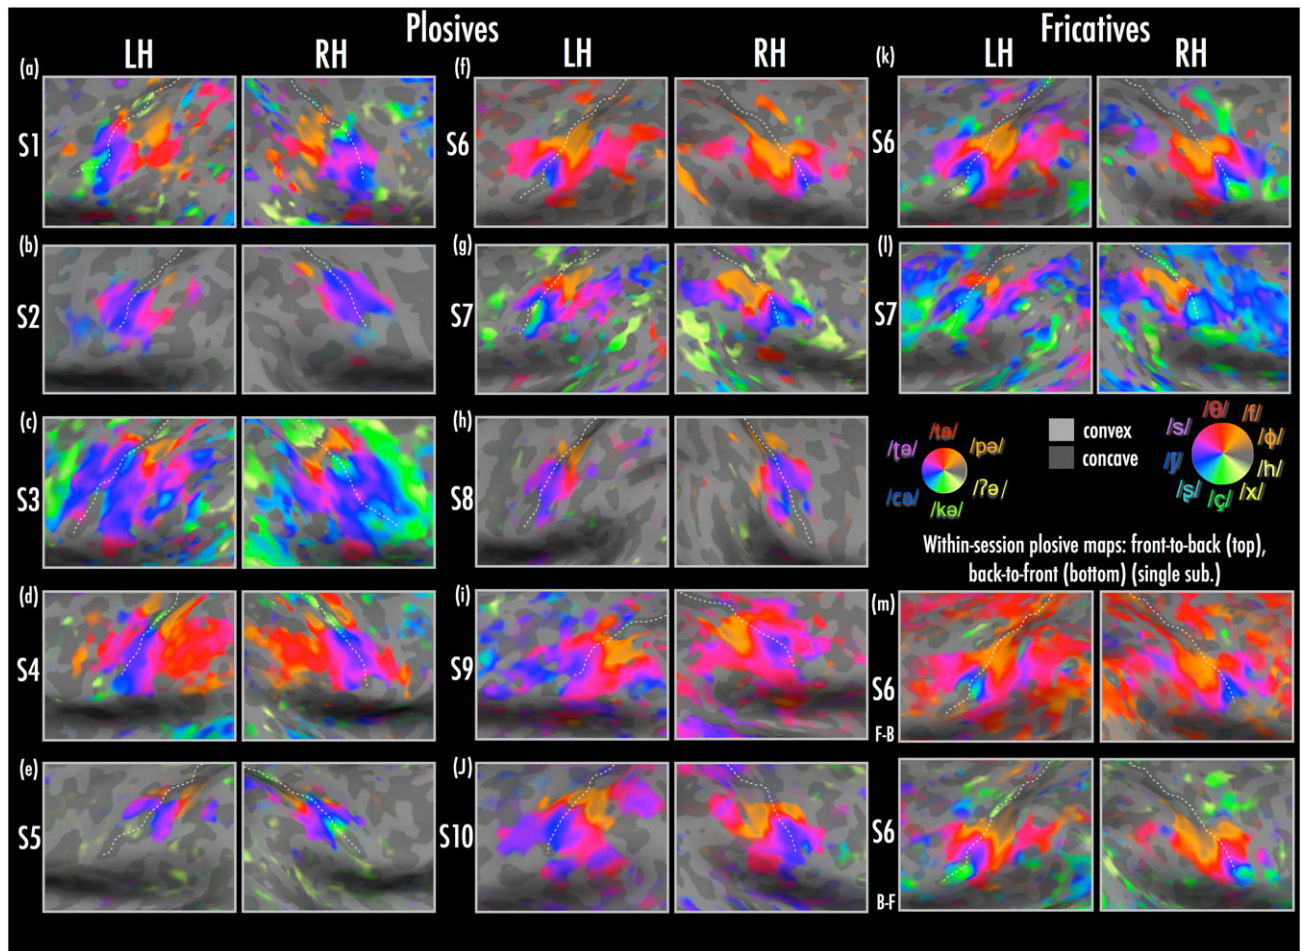 Plosives
Fricatives
LH
RH
LH
RH
LH
RH
(a)
S1
(f)
S6
(k)
S6
(b)
S2
(g)
S7
(l)
S7
(c)
S3
(h)
S8
/tə/
/ʈə/
/pə/
/cə/
/ʔə/
/kə/
convex
concave
/θ/
/f/
/s/
/ɸ/
/ʃ/
/h/
/ʂ/
/ç/
/x/
Within-session plosive maps: front-to-back (top),
back-to-front (bottom) (single sub.)
(d)
S4
(i)
S9
(m)
S6
F-B
(e)
S5
(J)
S10
S6
B-F